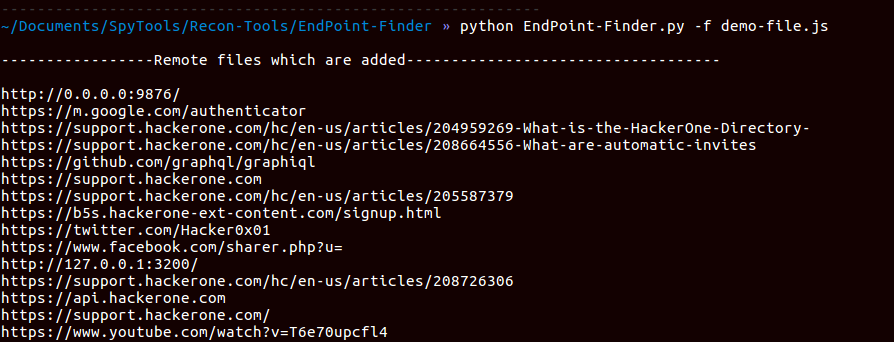 ------------------------------------------------------------
~/Documents/SpyTools/Recon-Tools/EndPoint-Finder » python EndPoint-Finder.py -f demo-file.js
-----------------Remote files which are added-----------------------------------
http://0.0.0.0:9876/
https://m.google.com/authenticator
https://support.hackerone.com/hc/en-us/articles/204959269-What-is-the-HackerOne-Directory-
https://support.hackerone.com/hc/en-us/articles/208664556-What-are-automatic-invites
https://github.com/graphql/graphiql
https://support.hackerone.com
https://support.hackerone.com/hc/en-us/articles/205587379
https://b5s.hackerone-ext-content.com/signup.html
https://twitter.com/Hacker0x01
https://www.facebook.com/sharer.php?u=
http://127.0.0.1:3200/
https://support.hackerone.com/hc/en-us/articles/208726306
https://api.hackerone.com
https://support.hackerone.com/
https://www.youtube.com/watch?v=T6e70upcfl4